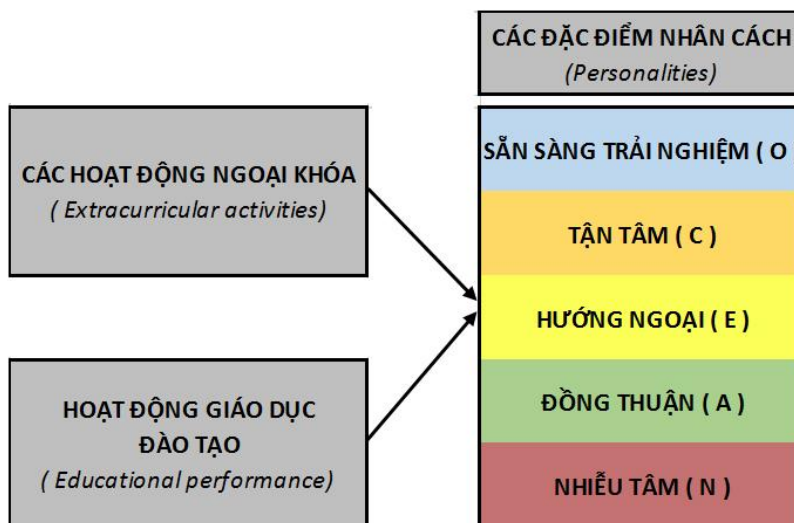 CÁC ĐẶC ĐIỂM NHÂN CÁCH
(Personalities)
CÁC HOẠT ĐỘNG NGOẠI KHÓA
( Extracurricular activities)
HOẠT ĐỘNG GIÁO DỤC
ĐÀO TẠO
( Educational performance)
SẴN SÀNG TRẢI NGHIỆM ( O
TẬN TÂM ( C )
HƯỚNG NGOẠI ( E )
ĐỒNG THUẬN ( A )
NHIỄU TÂM ( N )